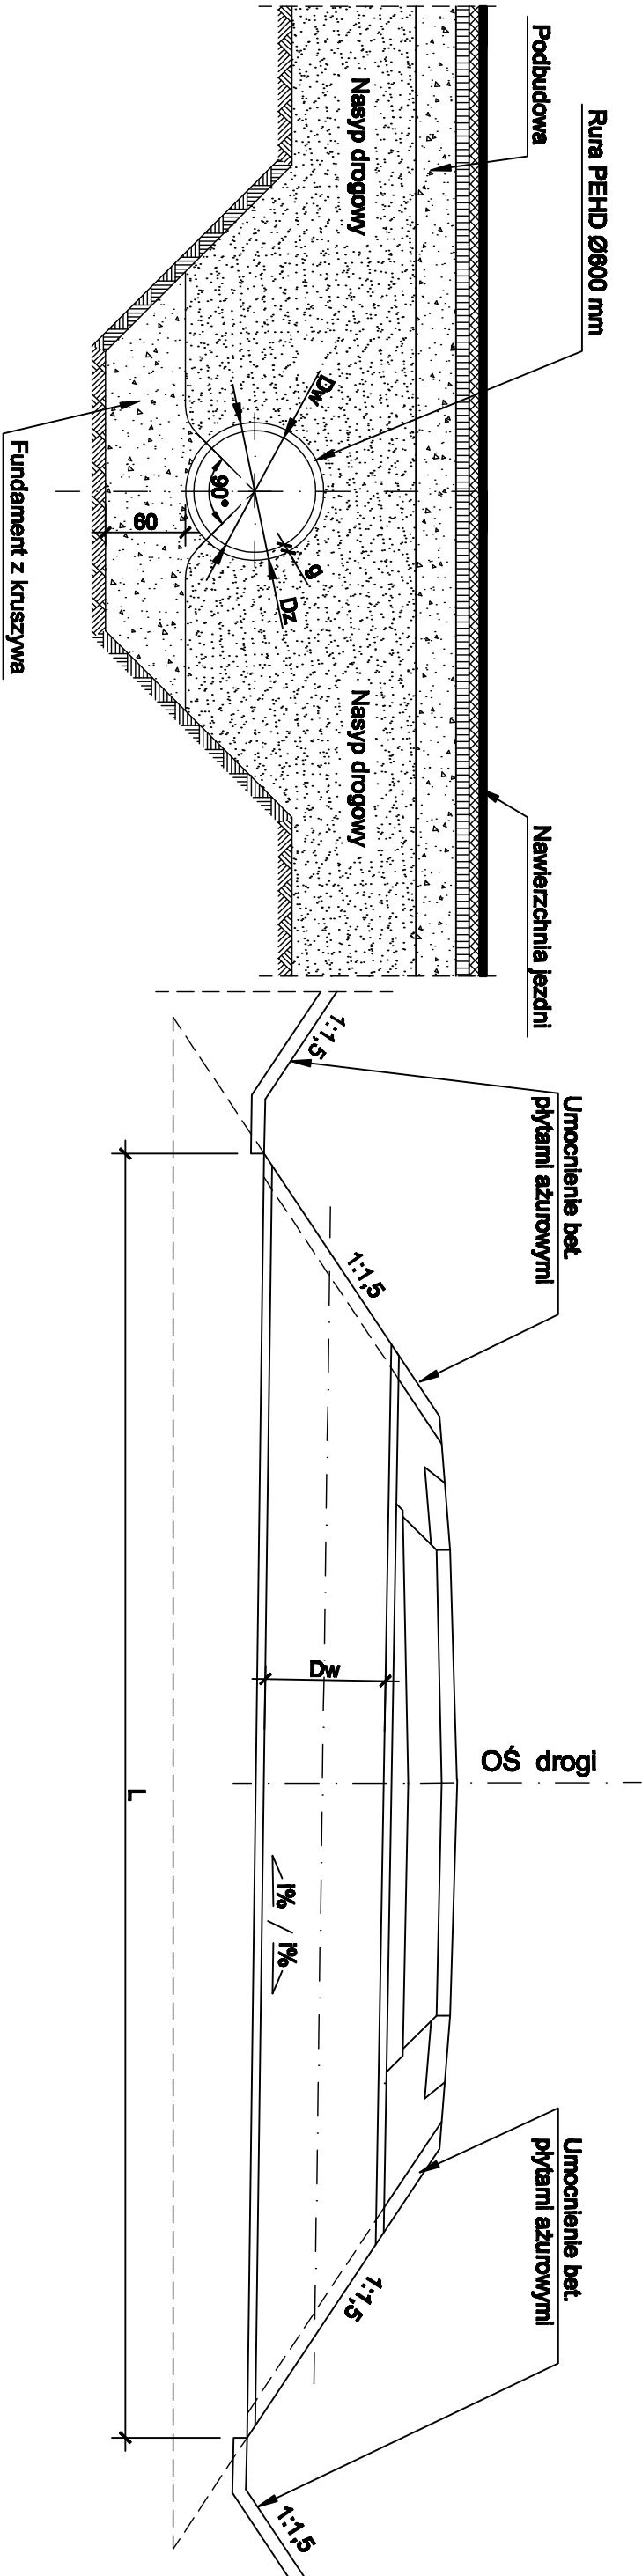 Rura PEHD Ø600 mm
Podbudowa
Nawierzchnia jezdni
Nasyp drogowy
Nasyp drogowy
Dw
90°
g
Dz
60
Fundament z kruszywa
Umocnienie bet.
płytami ażurowymi
1:1,5
1:1,5
OŚ drogi
Dw
i% / i%
L
Umocnienie bet.
płytami ażurowymi
1:1,5
1:1,5